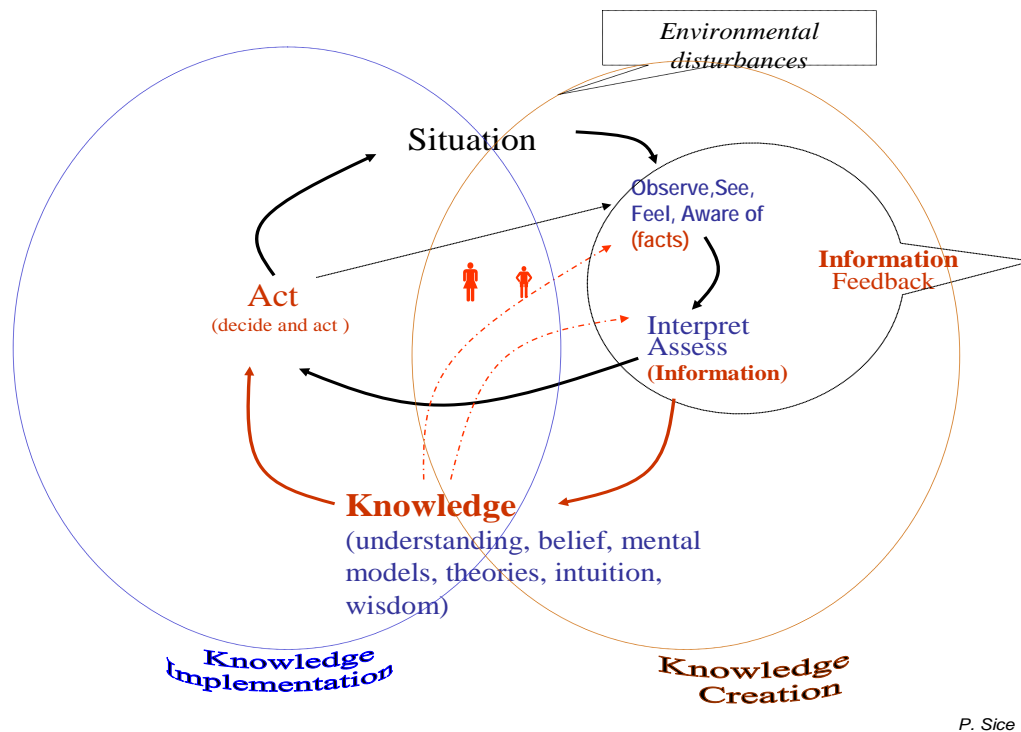 Environmental
disturbances
Situation
Observe,See,
Feel, Aware of
(facts)
Information
Feedback
Act
(decide and act )
Interpret
Assess
(Information)
Knowledge
(understanding, belief, mental
models, theories, intuition,
wisdom)
Knowledge
Implementation
Knowledge
Creation
P. Sice